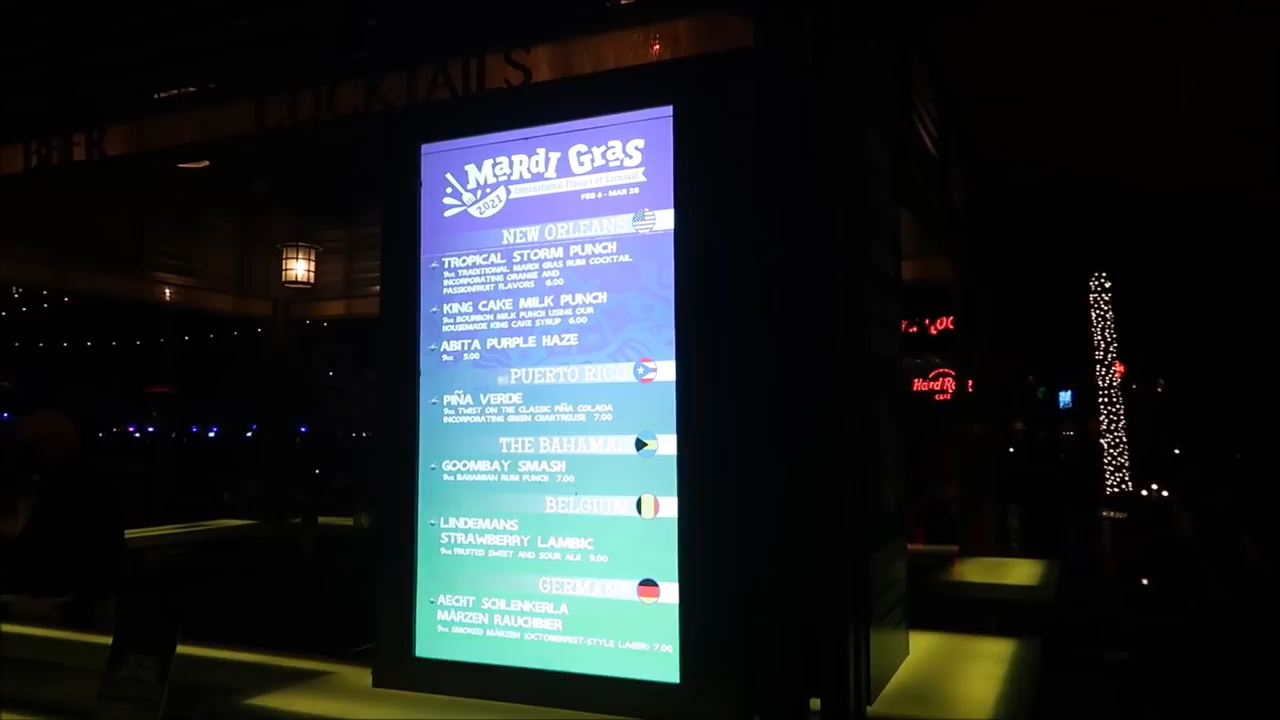 COCKTAILS
BIER
MARDI GRAS
International Flavors of Carnaval
2021
FEB 6 - MAR 28
NEW ORLEANS
TROPICAL STORM PUNCH
9oz TRADITIONAL MARDI GRAS RUM COCKTAIL
INCORPORATING ORANGE AND
PASSIONFRUIT FLAVORS 6.00
KING CAKE MILK PUNCH
9oz BOURBON MILK PUNCH USING OUR
HOUSEMADE KING CAKE SYRUP 6.00
ABITA PURPLE HAZE
9oz 5.00
PUERTO RICO
PIÑA VERDE
9oz TWIST ON THE CLASSIC PIÑA COLADA
INCORPORATING GREEN CHARTREUSE 7.00
THE BAHAMAS
GOOMBAY SMASH
9oz BAHAMIAN RUM PUNCH 7.00
BELGIUM
LINDEMANS
STRAWBERRY LAMBIC
9oz FRUITED SWEET AND SOUR ALE 9.00
GERMANY
AECHT SCHLENKERLA
MÄRZEN RAUCHBIER
9oz SMOKED MÄRZEN (OCTOBERFEST-STYLE LAGER) 7.00
Hard Rock
CAFE